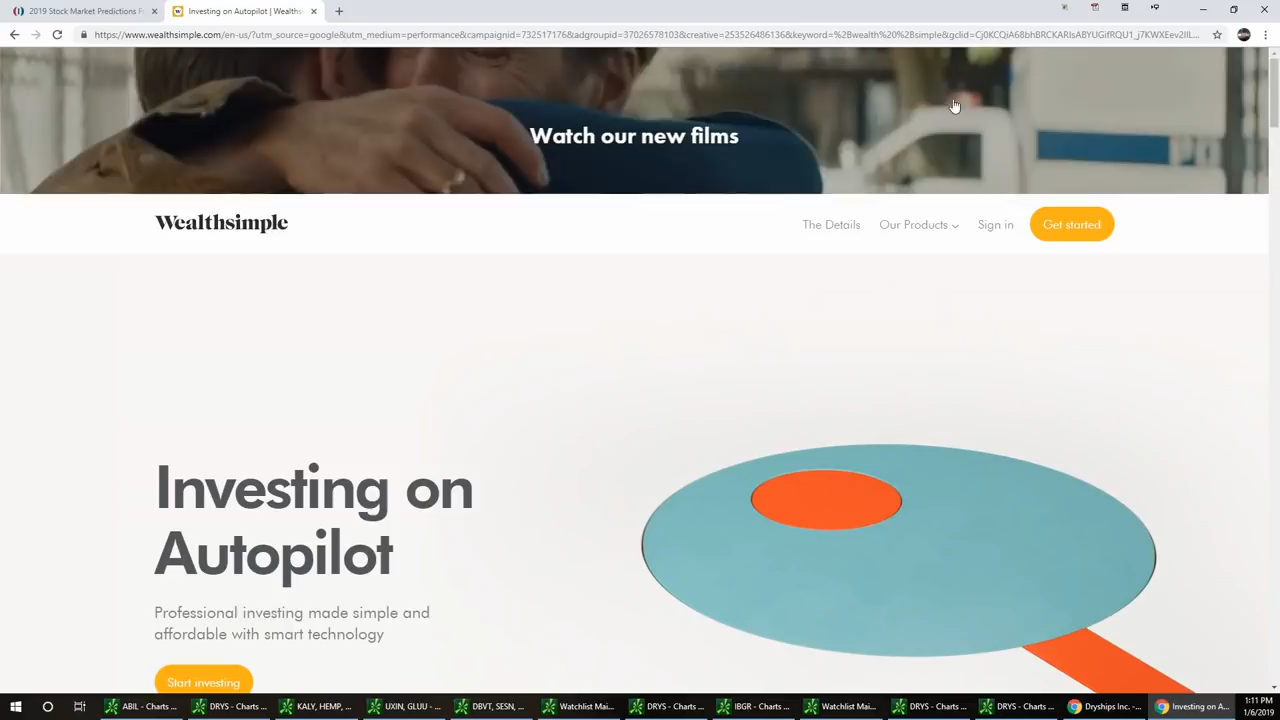 2019 Stock Market Predictions
Investing on Autopilot | Wealths
https://www.wealthsimple.com/en-us/?utm_source=google&utm_medium=performance&campaignid=732517176&adgroupid=37026578103&creative=253526486136&keyword=%2Bwealth%20%2Bsimple&gclid=
Watch our new films
Wealthsimple
The Details Our Products Sign in Get started
Investing on
Autopilot
Professional investing made simple and
affordable with smart technology
Start investing
ABIL - Charts ... DRYS - Charts ... KALY, HEMP, ... UXIN, GLUU - ... DBVT, SESN, ... Watchlist Mai... DRYS - Charts ... IBGR - Charts ... Watchlist Mai... DRYS - Charts ... DRYS - Charts ... Dryships Inc. -... Investing on A...
1:11 PM
1/6/2019